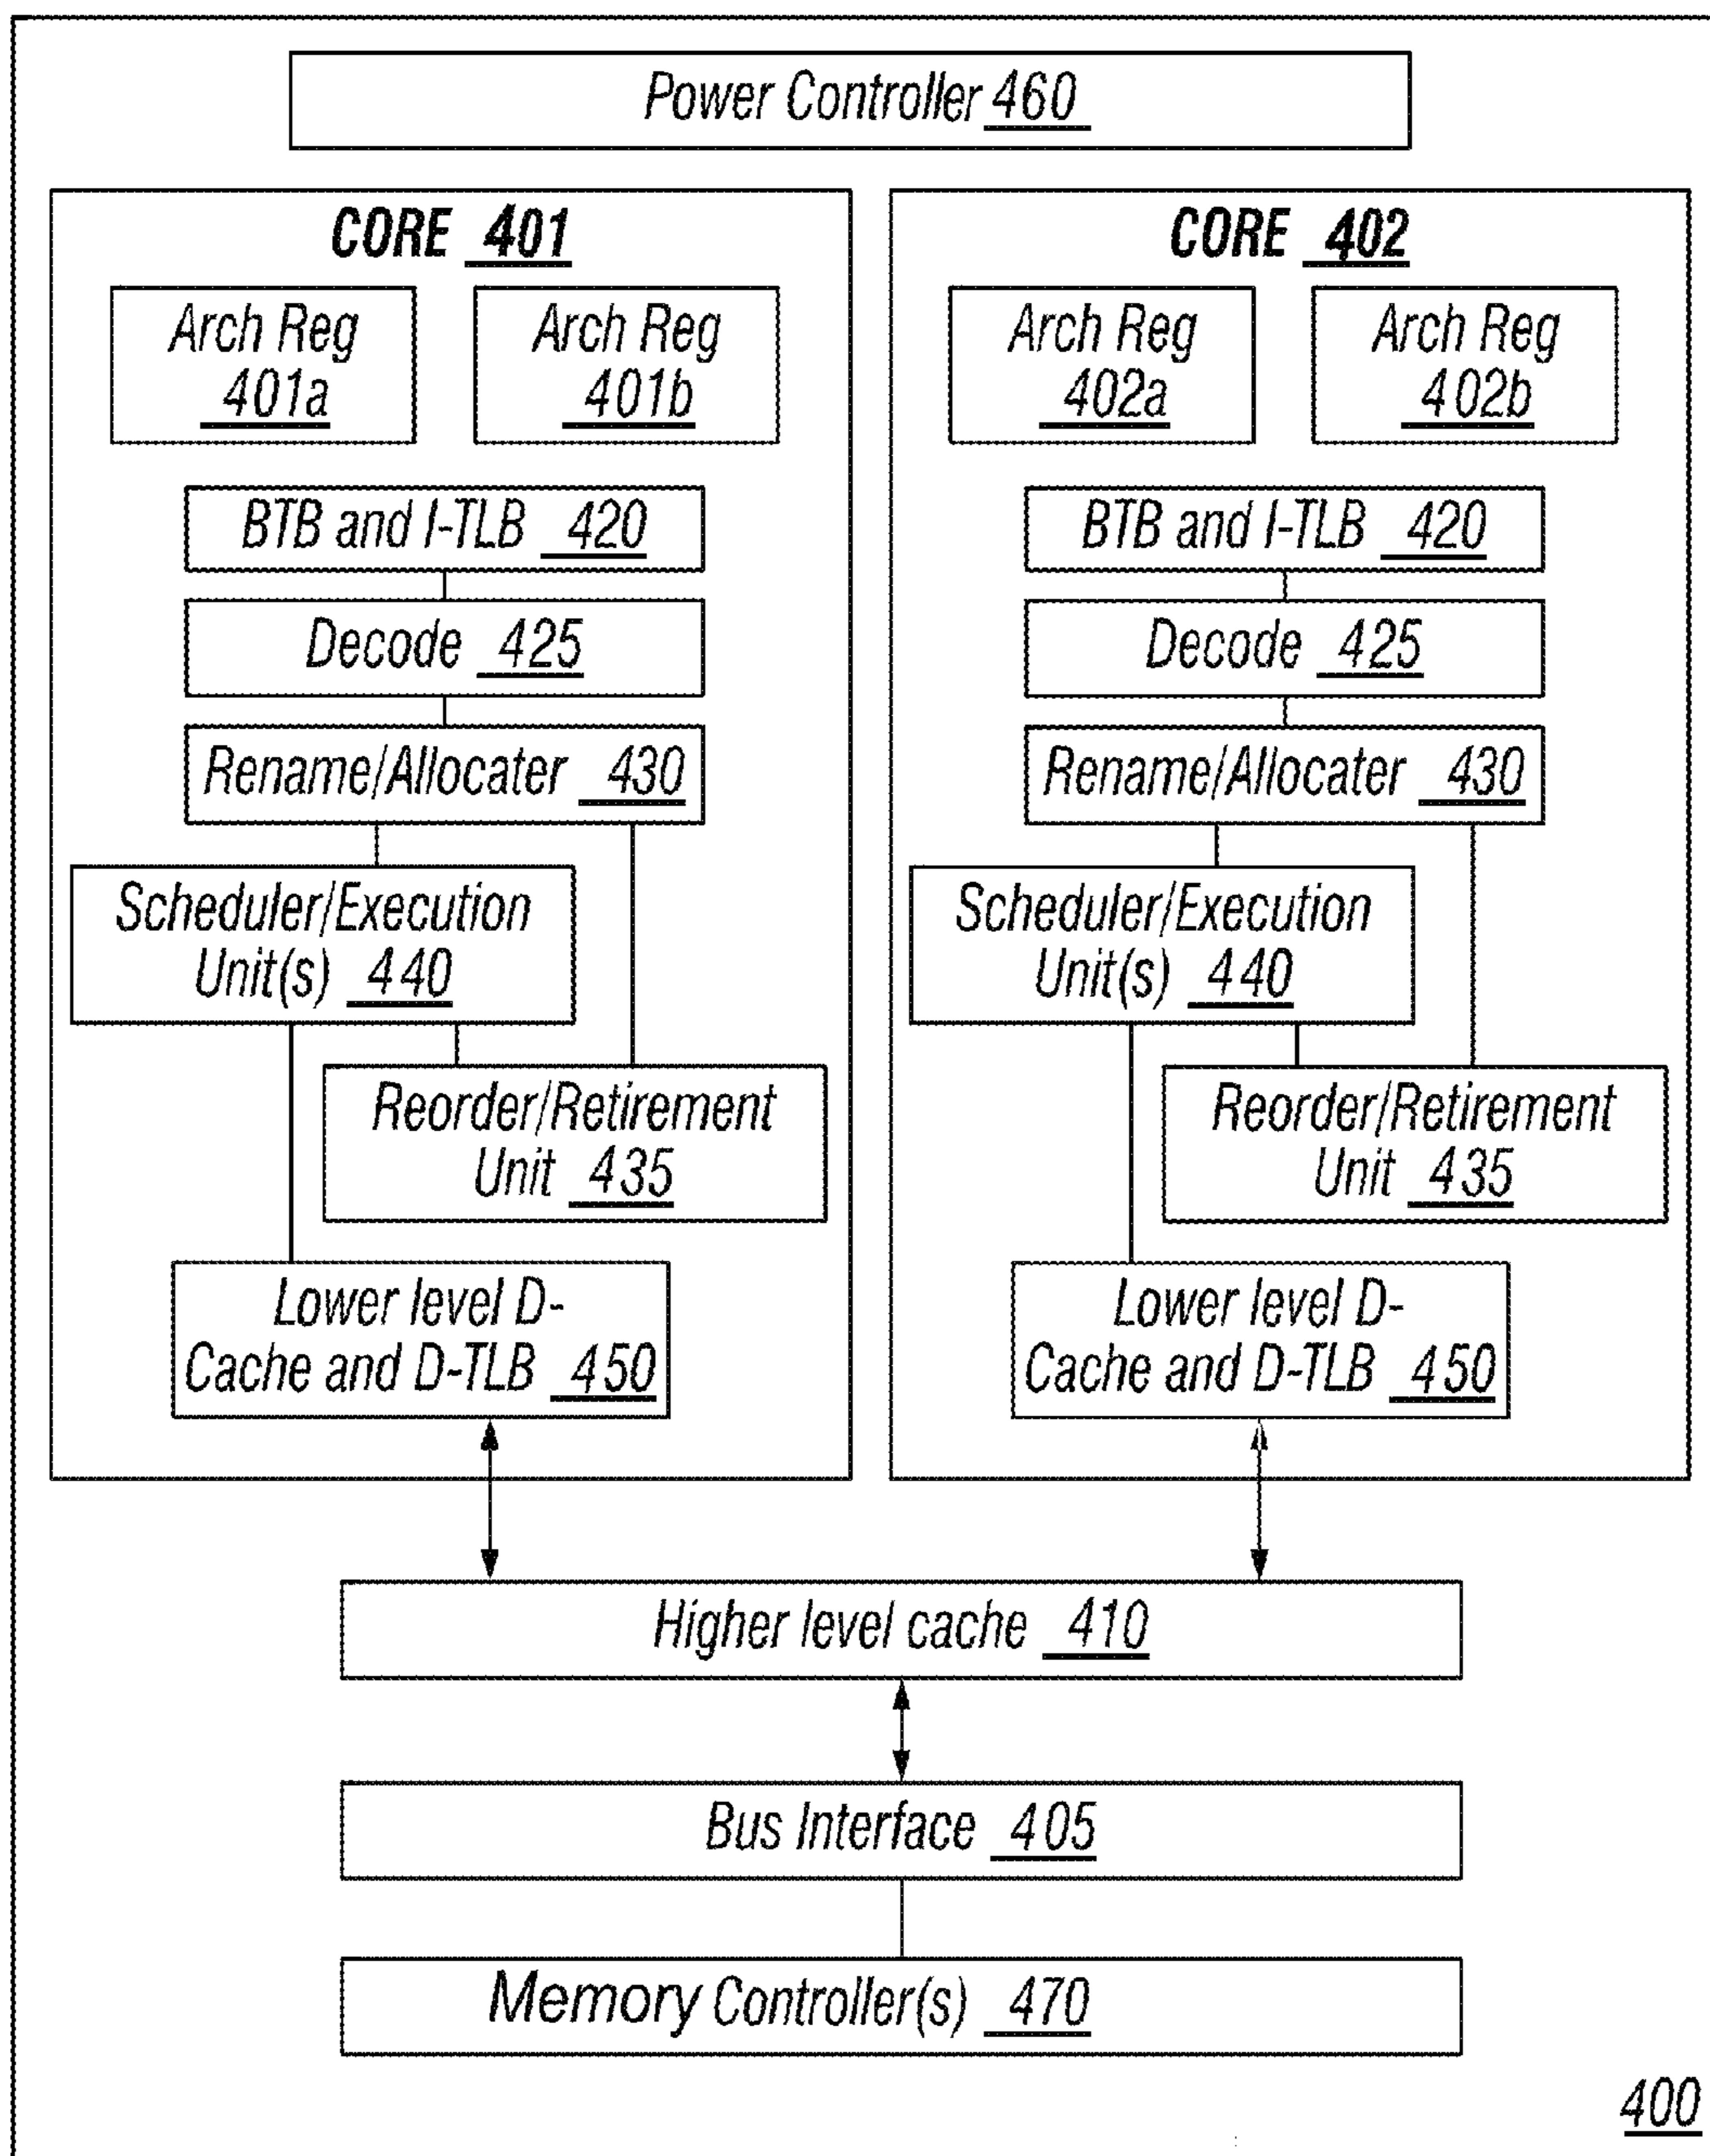 Power Controller 460
CORE 401
Arch Reg
401a
Arch Reg
401b
BTB and I-TLB 420
Decode 425
Rename/Allocater 430
Scheduler/Execution
Unit(s) 440
Reorder/Retirement
Unit 435
Lower level D-
Cache and D-TLB 450
CORE 402
Arch Reg
402a
Arch Reg
402b
BTB and I-TLB 420
Decode 425
Rename/Allocater 430
Scheduler/Execution
Unit(s) 440
Reorder/Retirement
Unit 435
Lower level D-
Cache and D-TLB 450
Higher level cache 410
Bus Interface 405
Memory Controller(s) 470
400